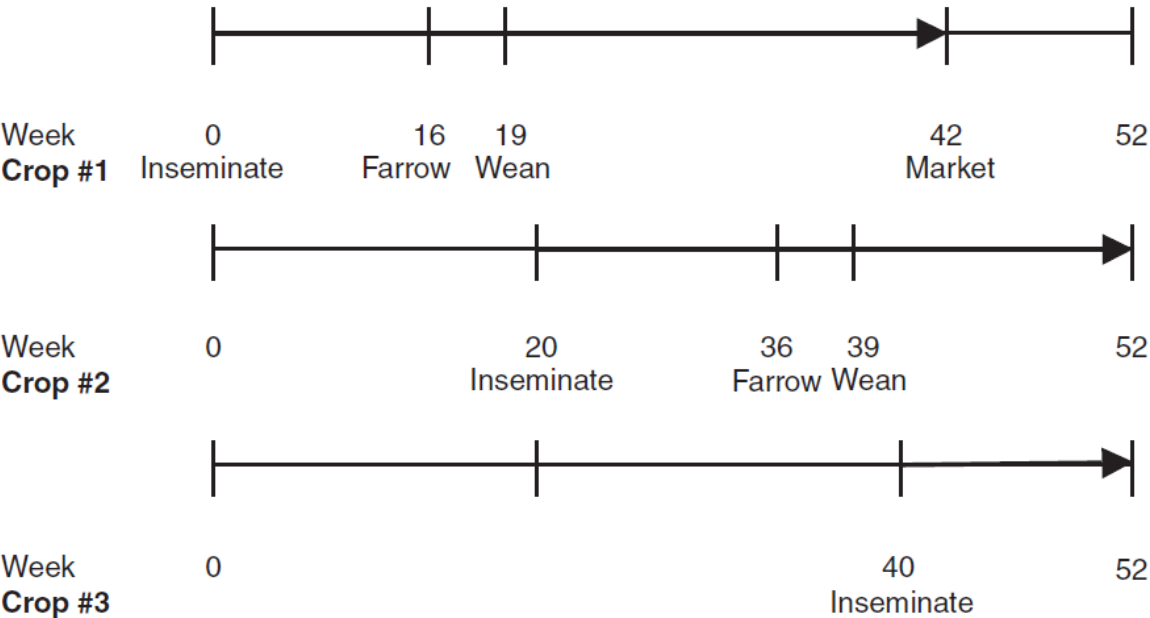 Week 0 16 19 42 52
Crop #1 Inseminate Farrow Wean Market
Week 0 20 36 39 52
Crop #2 Inseminate Farrow Wean
Week 0 40 52
Crop #3 Inseminate